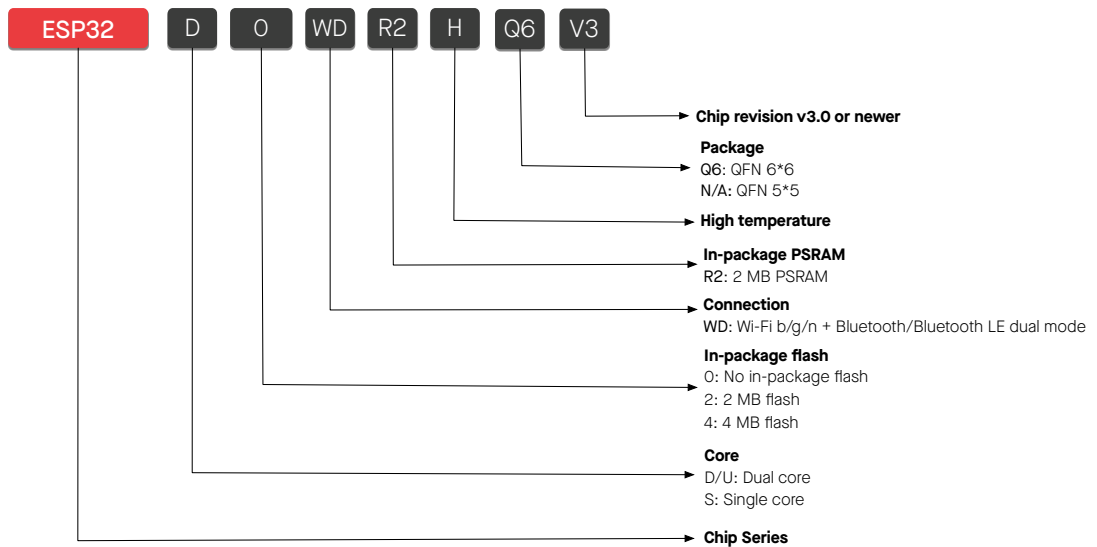 ESP32 D 0 WD R2 H Q6 V3
Chip revision v3.0 or newer
Package
Q6: QFN 6*6
N/A: QFN 5*5
High temperature
In-package PSRAM
R2: 2 MB PSRAM
Connection
WD: Wi-Fi b/g/n + Bluetooth/Bluetooth LE dual mode
In-package flash
0: No in-package flash
2: 2 MB flash
4: 4 MB flash
Core
D/U: Dual core
S: Single core
Chip Series